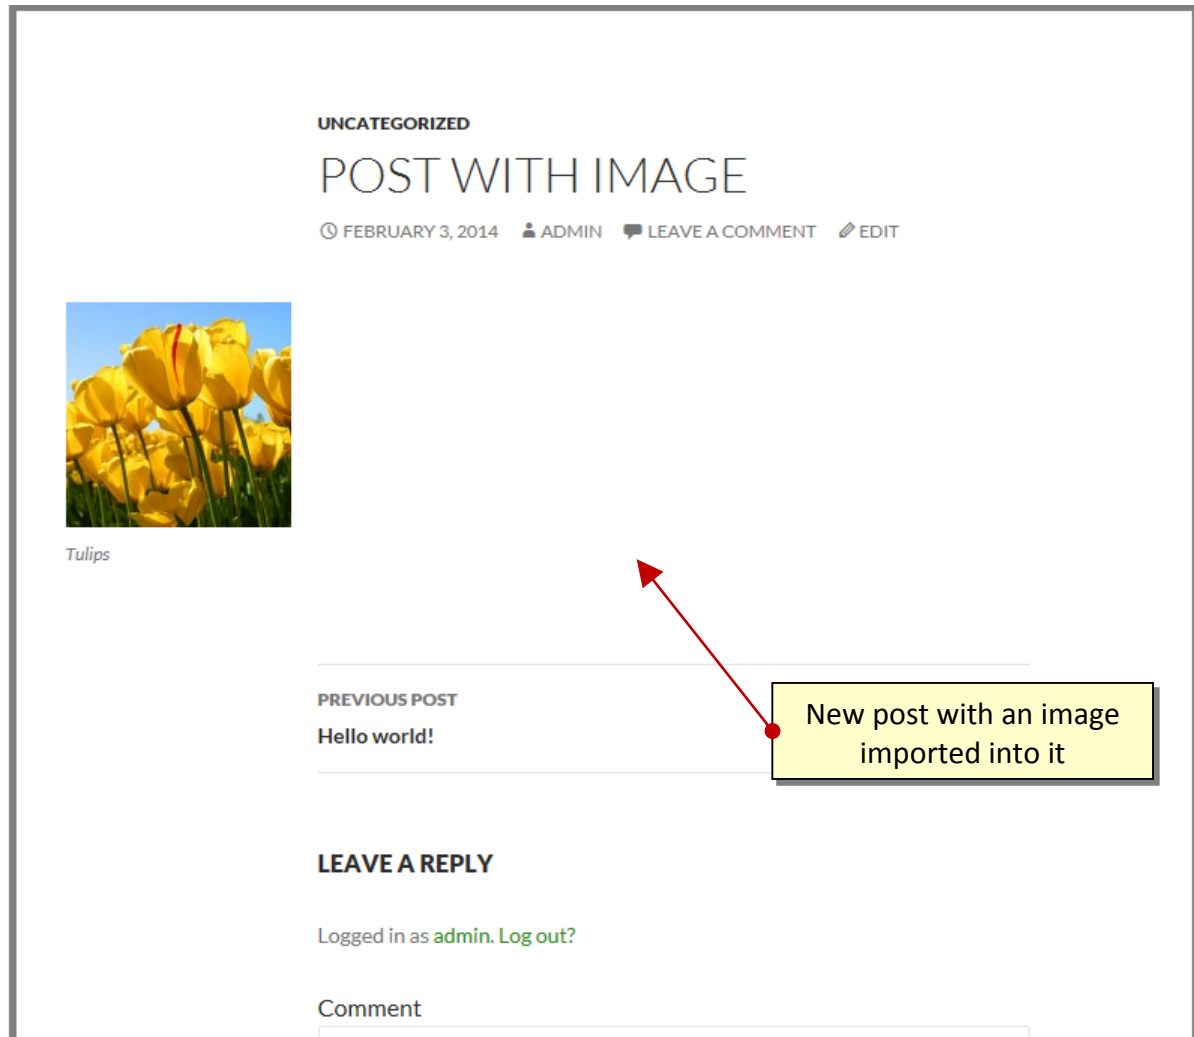 UNCATEGORIZED
POST WITH IMAGE
FEBRUARY 3, 2014 ADMIN LEAVE A COMMENT EDIT
Tulips
PREVIOUS POST
Hello world!
New post with an image
imported into it
LEAVE A REPLY
Logged in as admin. Log out?
Comment